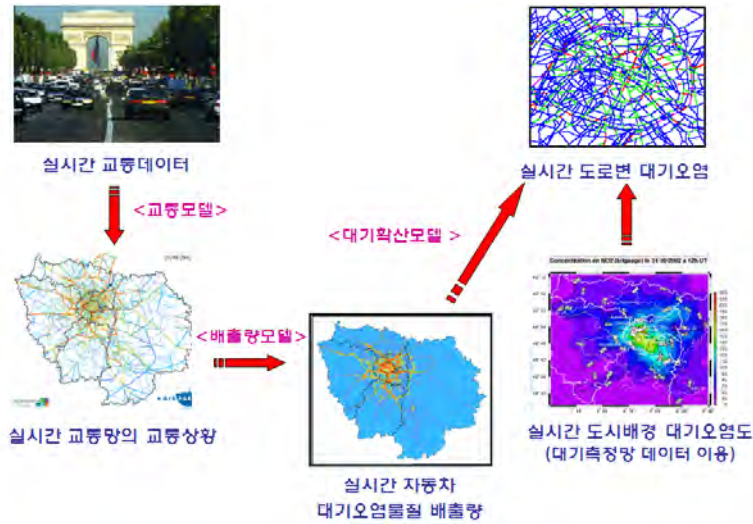 실시간 교통데이터
<교통모델>
실시간 교통망의 교통상황
<배출량모델>
실시간 자동차
대기오염물질 배출량
<대기확산모델 >
실시간 도로변 대기오염
실시간 도시배경 대기오염도
(대기측정망 데이터 이용)